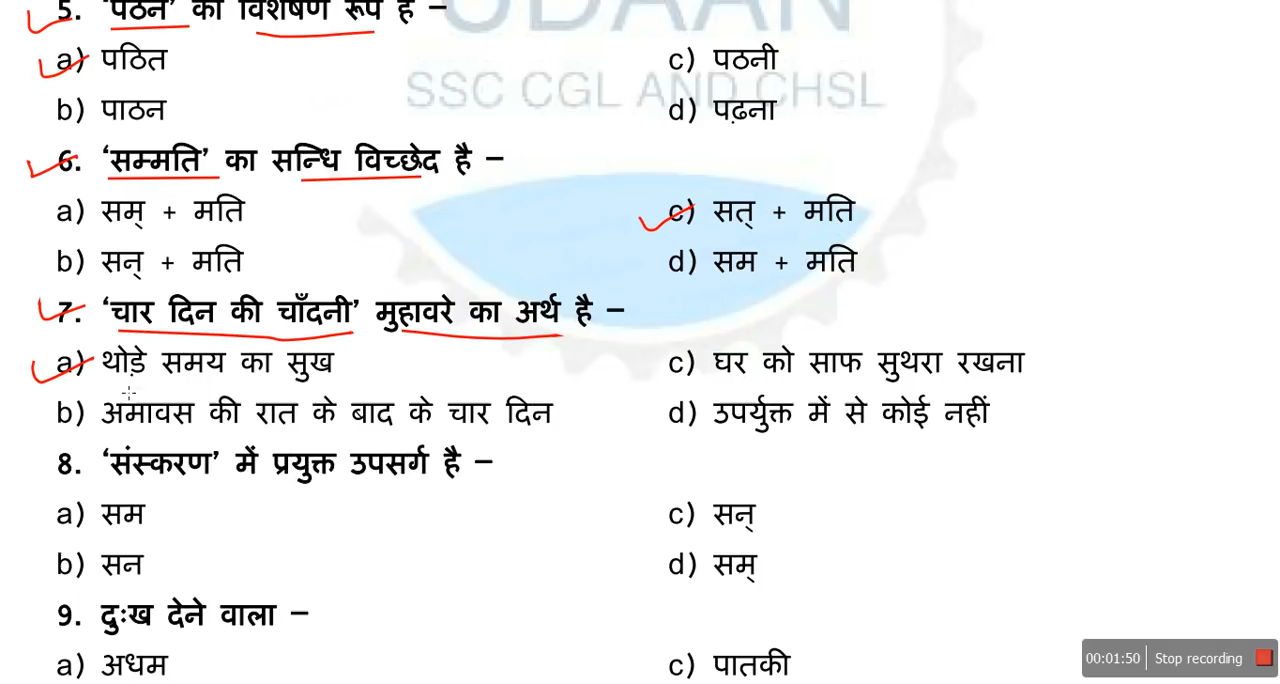 5. ‘पठन’ का विशेषण रूप है –
UDAAN
a) पठित c) पठनी
SSC CGL AND CHSL
b) पाठन d) पढ़ना
6. ‘सम्मति’ का सन्धि विच्छेद है –
a) सम् + मति c) सत् + मति
b) सन् + मति d) सम + मति
7. ‘चार दिन की चाँदनी’ मुहावरे का अर्थ है –
a) थोड़े समय का सुख c) घर को साफ सुथरा रखना
b) अमावस की रात के बाद के चार दिन d) उपर्युक्त में से कोई नहीं
8. ‘संस्करण’ में प्रयुक्त उपसर्ग है –
a) सम c) सन्
b) सन d) सम्
9. दुःख देने वाला –
a) अधम c) पातकी
00:01:50 Stop recording